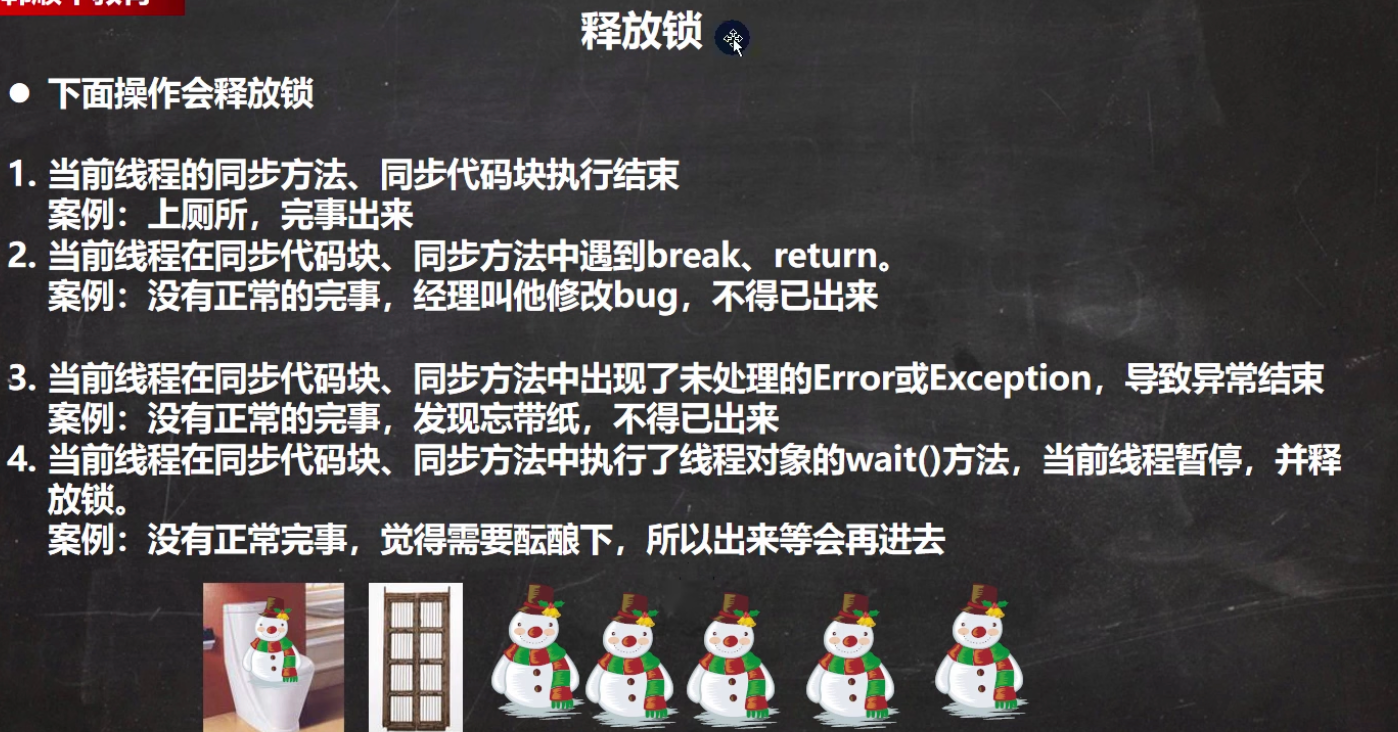 释放锁
● 下面操作会释放锁
1. 当前线程的同步方法、同步代码块执行结束
案例：上厕所，完事出来
2. 当前线程在同步代码块、同步方法中遇到break、return。
案例：没有正常的完事，经理叫他修改bug，不得已出来
3. 当前线程在同步代码块、同步方法中出现了未处理的Error或Exception，导致异常结束
案例：没有正常的完事，发现忘带纸，不得已出来
4. 当前线程在同步代码块、同步方法中执行了线程对象的wait()方法，当前线程暂停，并释
放锁。
案例：没有正常完事，觉得需要酝酿下，所以出来等会再进去